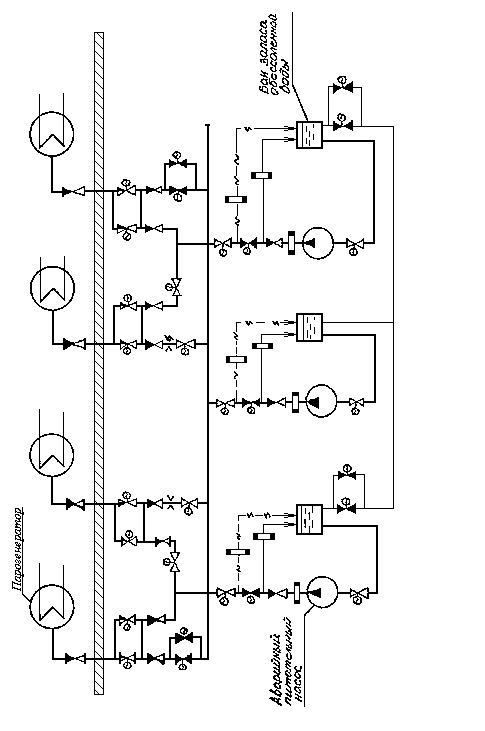 Бак запаса
обессоленной
воды
Парогенератор
Аварийный
питательный
насос